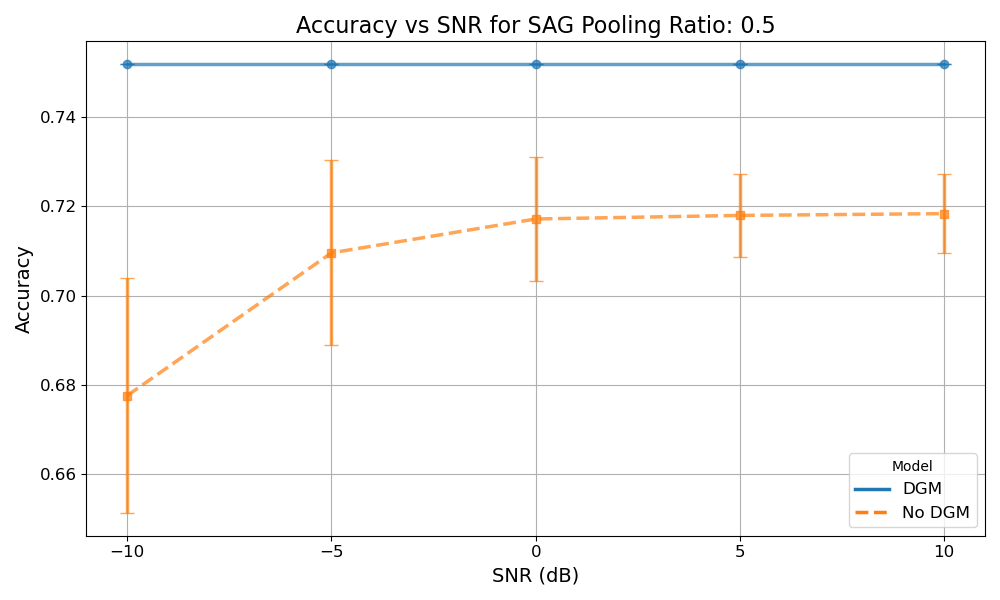 Accuracy vs SNR for SAG Pooling Ratio: 0.5
Accuracy
0.74
0.72
0.70
0.68
0.66
Model
DGM
No DGM
−10
−5
0
5
10
SNR (dB)